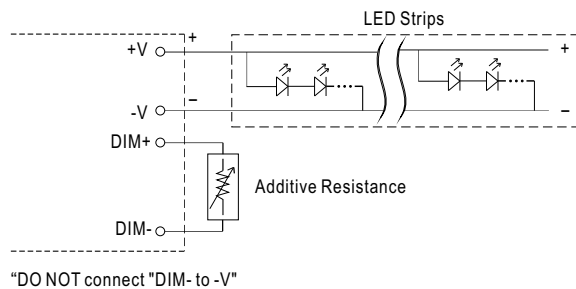 LED Strips
+V
+
+
-V
–
–
DIM+
Additive Resistance
DIM-
“DO NOT connect "DIM- to -V"